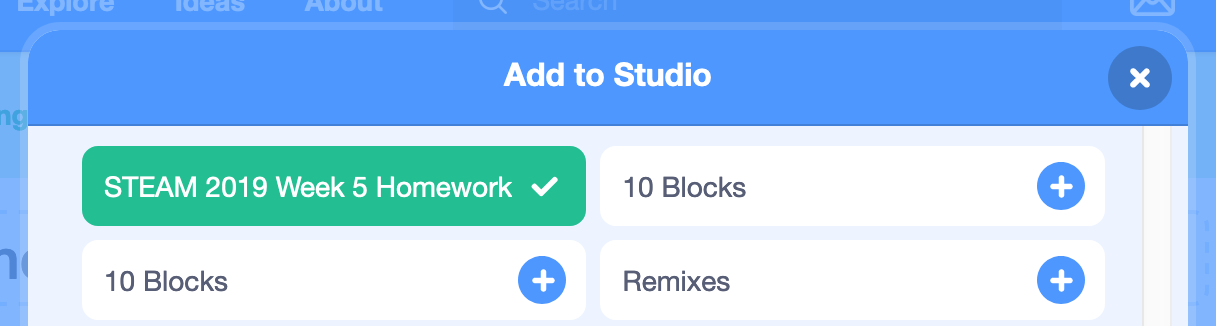 Explore Ideas About Search
Add to Studio
STEAM 2019 Week 5 Homework
10 Blocks
10 Blocks
Remixes